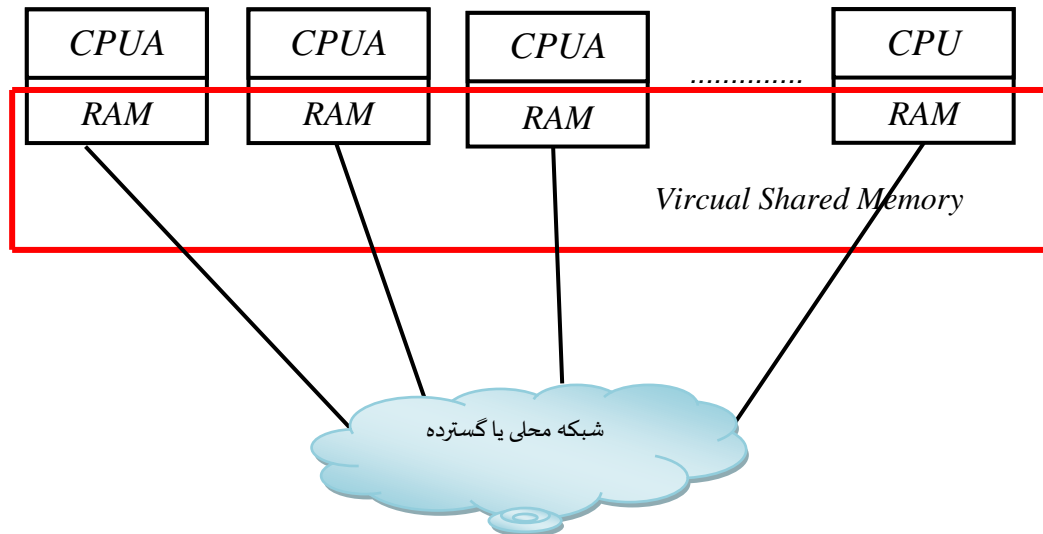 CPUA CPUA CPUA .............. CPU
RAM RAM RAM RAM
Vircual Shared Memory
شبکه محلی یا گسترده